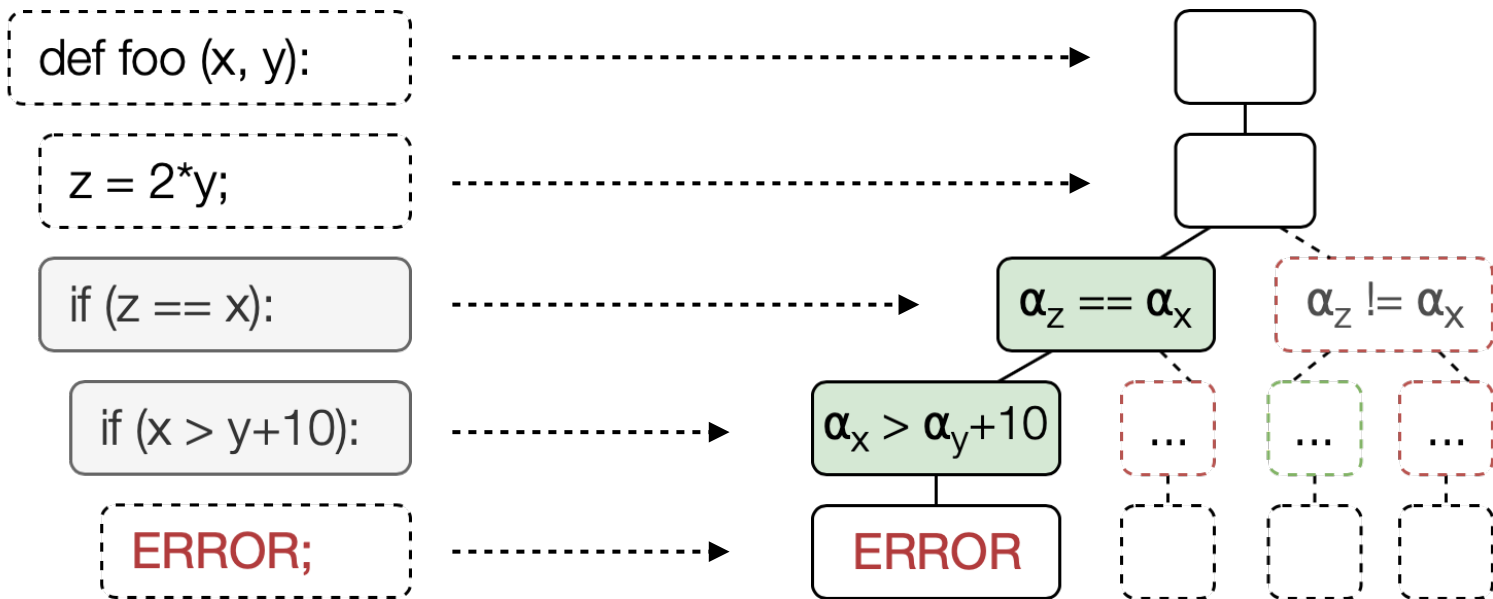 def foo (x, y):
z = 2*y;
if (z == x):
αz == αx
αz != αx
if (x > y+10):
αx > αy+10
...
...
...
ERROR;
ERROR